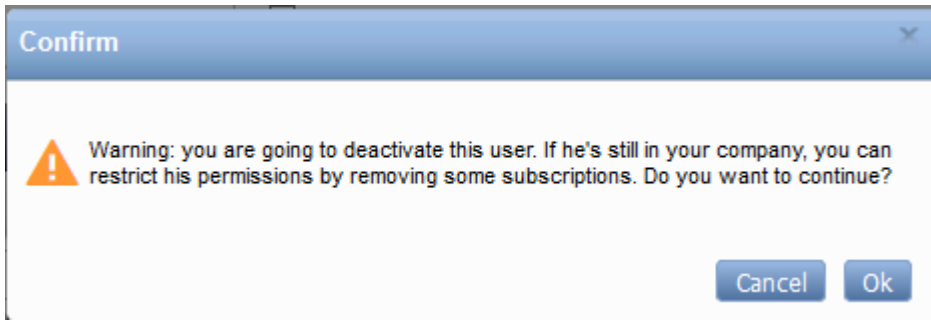 Confirm
Warning: you are going to deactivate this user. If he's still in your company, you can
restrict his permissions by removing some subscriptions. Do you want to continue?
Cancel Ok